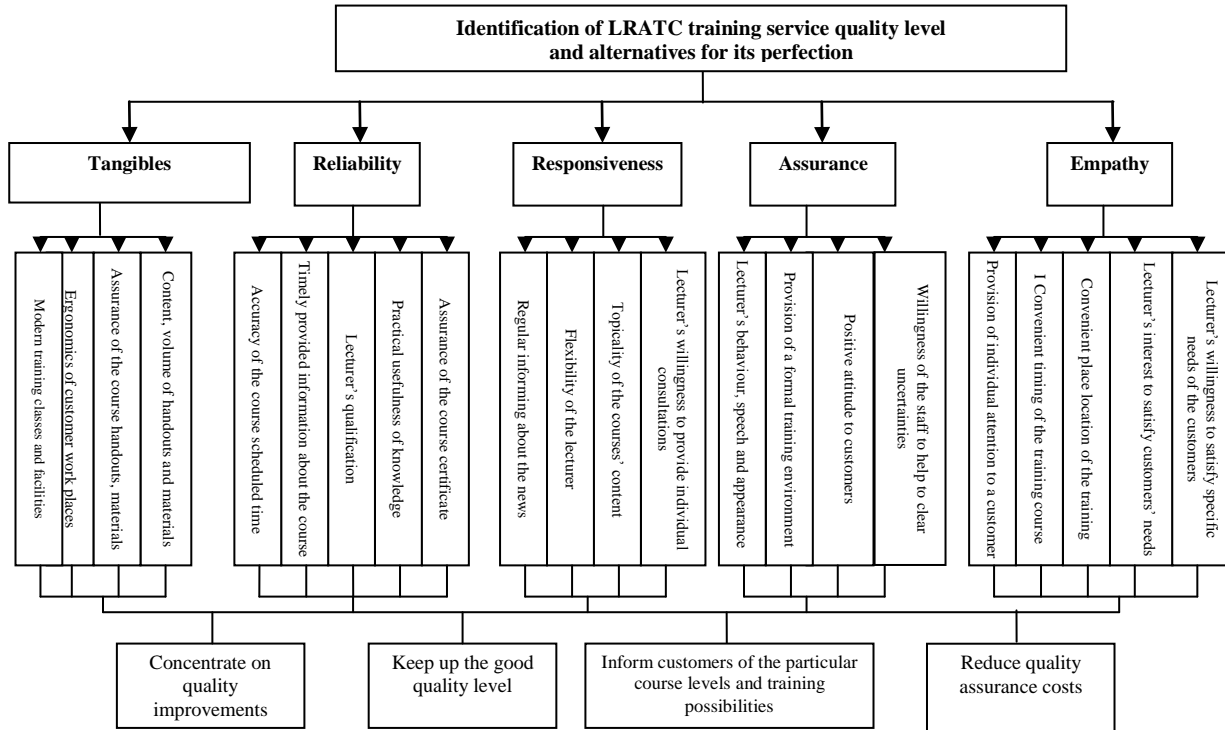 Identification of LRATC training service quality level
and alternatives for its perfection
Tangibles
Reliability
Responsiveness
Assurance
Empathy
Modern training classes and facilities
Ergonomics of customer work places
Assurance of the course handouts, materials
Content, volume of handouts and materials
Accuracy of the course scheduled time
Timely provided information about the course
Lecturer's qualification
Practical usefulness of knowledge
Assurance of the course certificate
Regular informing about the news
Flexibility of the lecturer
Topicality of the courses' content
Lecturer's willingness to provide individual
consultations
Lecturer's behaviour, speech and appearance
Provision of a formal training environment
Positive attitude to customers
Willingness of the staff to help to clear
uncertainties
Provision of individual attention to a customer
I Convenient timing of the training course
Convenient place location of the training
Lecturer's interest to satisfy customers' needs
Lecturer's willingness to satisfy specific
needs of the customers
Concentrate on
quality
improvements
Keep up the good
quality level
Inform customers of the particular
course levels and training
possibilities
Reduce quality
assurance costs